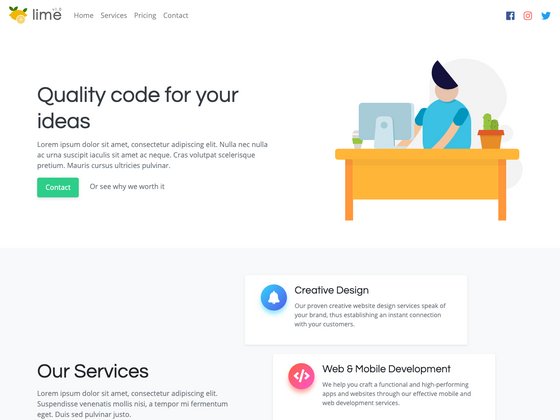 lime
Home Services Pricing Contact
Quality code for your
ideas
Lorem ipsum dolor sit amet, consectetur adipiscing elit. Nulla nec nulla
ac urna suscipit iaculis sit amet ac neque. Cras volutpat scelerisque
pretium. Mauris cursus ultricies pulvinar.
Contact Or see why we worth it
Creative Design
Our proven creative website design services speak of
your brand, thus establishing an instant connection
with your customers.
Our Services
Lorem ipsum dolor sit amet, consectetur adipiscing elit.
Suspendisse venenatis mollis nisi, a tempor mi fermentum
eget. Duis sed pulvinar justo.
Web & Mobile Development
We help you craft a functional and high-performing
apps and websites through our effective mobile and
web development services.